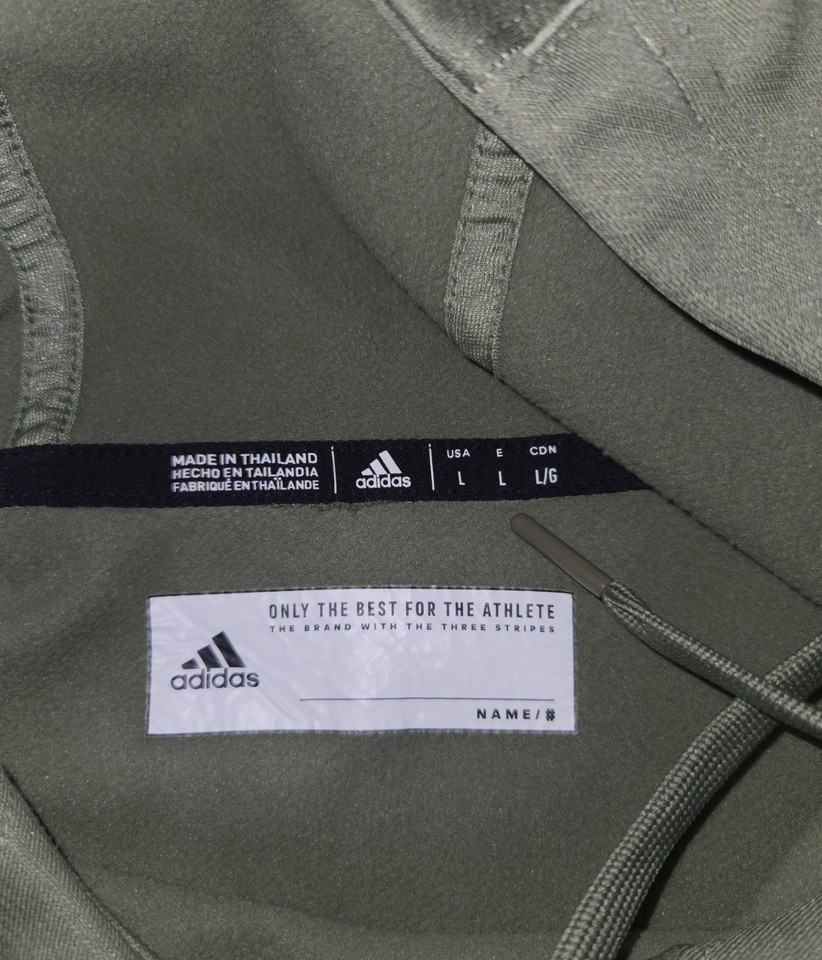 MADE IN THAILAND
HECHO EN TAILANDIA
FABRIQUÉ EN THAÏLANDE
adidas
USA E CDN
L L L/G
ONLY THE BEST FOR THE ATHLETE
THE BRAND WITH THE THREE STRIPES
adidas
NAME/#